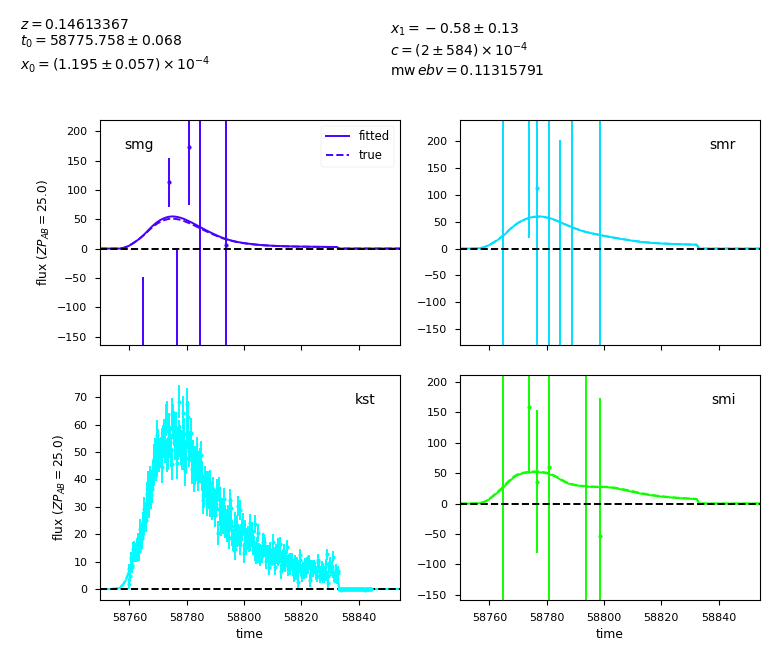 z = 0.14613367
t₀ = 58775.758 ± 0.068
x₀ = (1.195 ± 0.057) × 10⁻⁴
x₁ = −0.58 ± 0.13
c = (2 ± 584) × 10⁻⁴
mw ebv = 0.11315791
200
150
100
50
0
−50
−100
−150
flux (ZP_AB = 25.0)
smg
fitted
true
200
150
100
50
0
−50
−100
−150
smr
70
60
50
40
30
20
10
0
flux (ZP_AB = 25.0)
kst
58760 58780 58800 58820 58840
time
200
150
100
50
0
−50
−100
−150
smi
58760 58780 58800 58820 58840
time